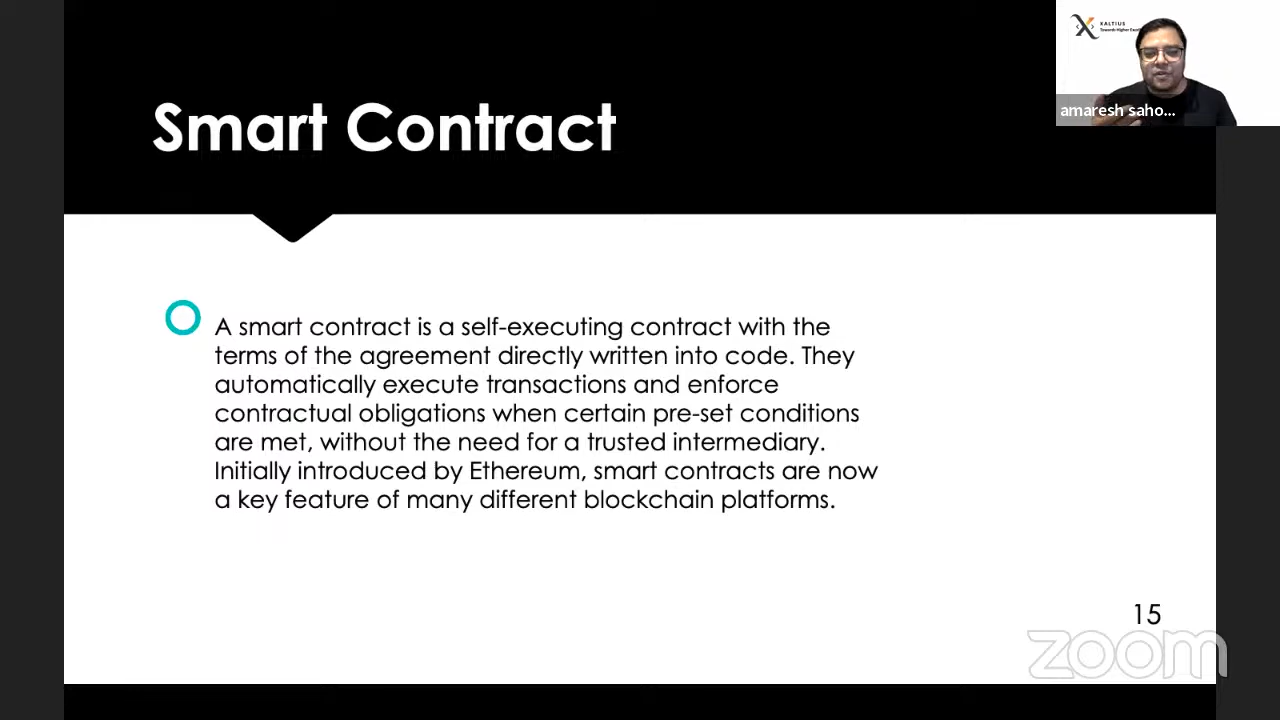 KALTIUS
Towards Higher
amaresh saho...
Smart Contract
A smart contract is a self-executing contract with the
terms of the agreement directly written into code. They
automatically execute transactions and enforce
contractual obligations when certain pre-set conditions
are met, without the need for a trusted intermediary.
Initially introduced by Ethereum, smart contracts are now
a key feature of many different blockchain platforms.
15
zoom